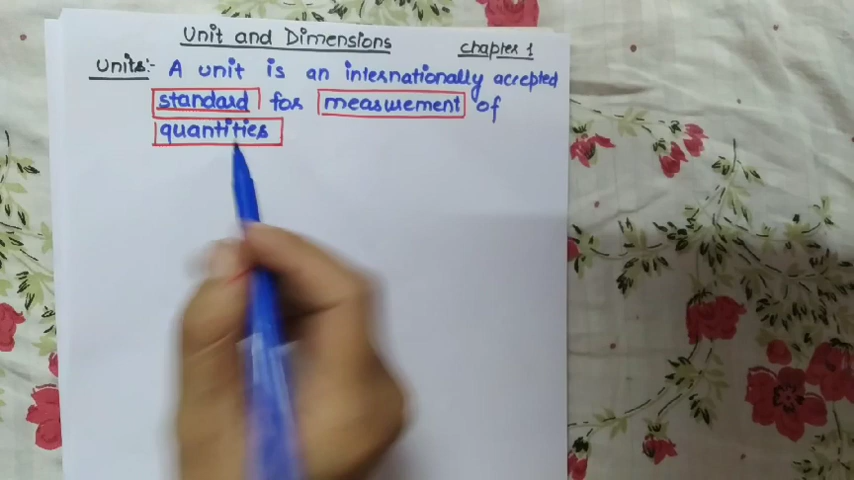 Unit and Dimensions
chapter 1
Units:- A unit is an internationally accepted
standard for measurement of
quantities